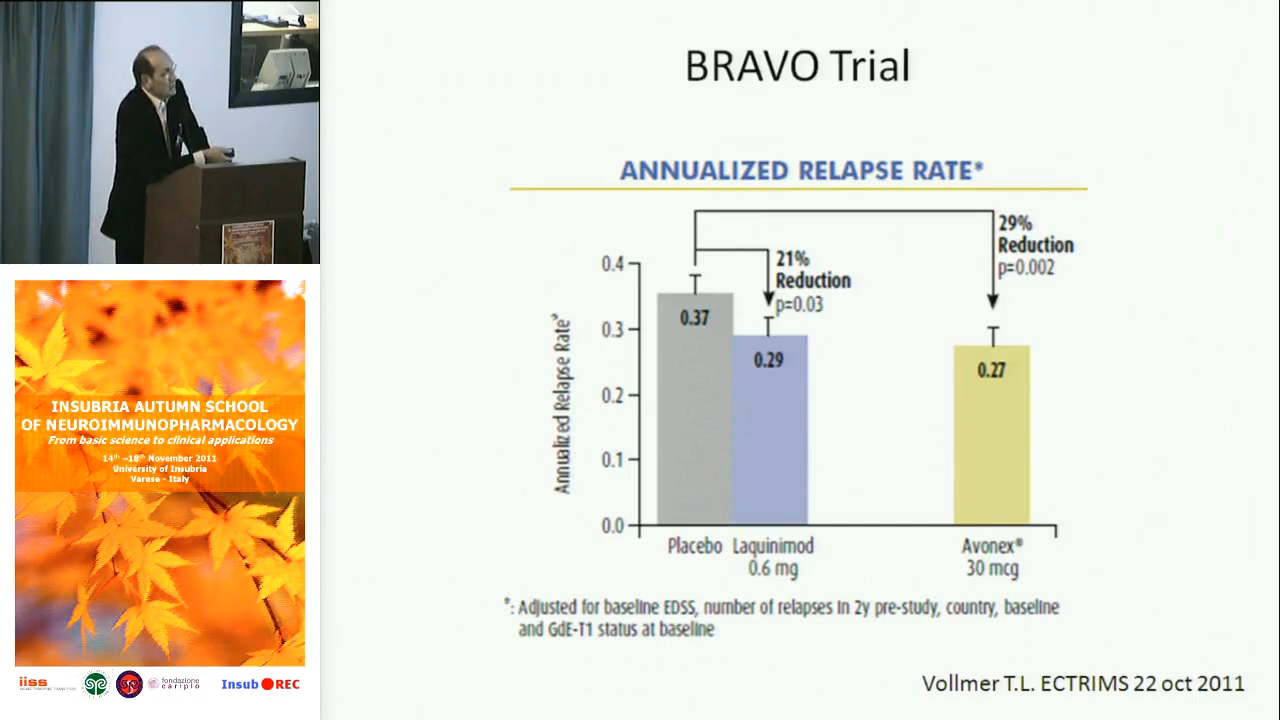 BRAVO Trial
ANNUALIZED RELAPSE RATE*
29%
Reduction
p=0.002
21%
Reduction
p=0.03
0.4
0.3
0.2
0.1
0.0
Annualized Relapse Rate*
0.37
0.29
0.27
Placebo
Laquinimod
0.6 mg
Avonex®
30 mcg
*: Adjusted for baseline EDSS, number of relapses in 2y pre-study, country, baseline
and GdE-T1 status at baseline
Vollmer T.L. ECTRIMS 22 oct 2011
INSUBRIA AUTUMN SCHOOL
OF NEUROIMMUNOPHARMACOLOGY
From basic science to clinical applications
14th –18th November 2011
University of Insubria
Varese - Italy
iiss
fondazione
cariplo
Insub REC